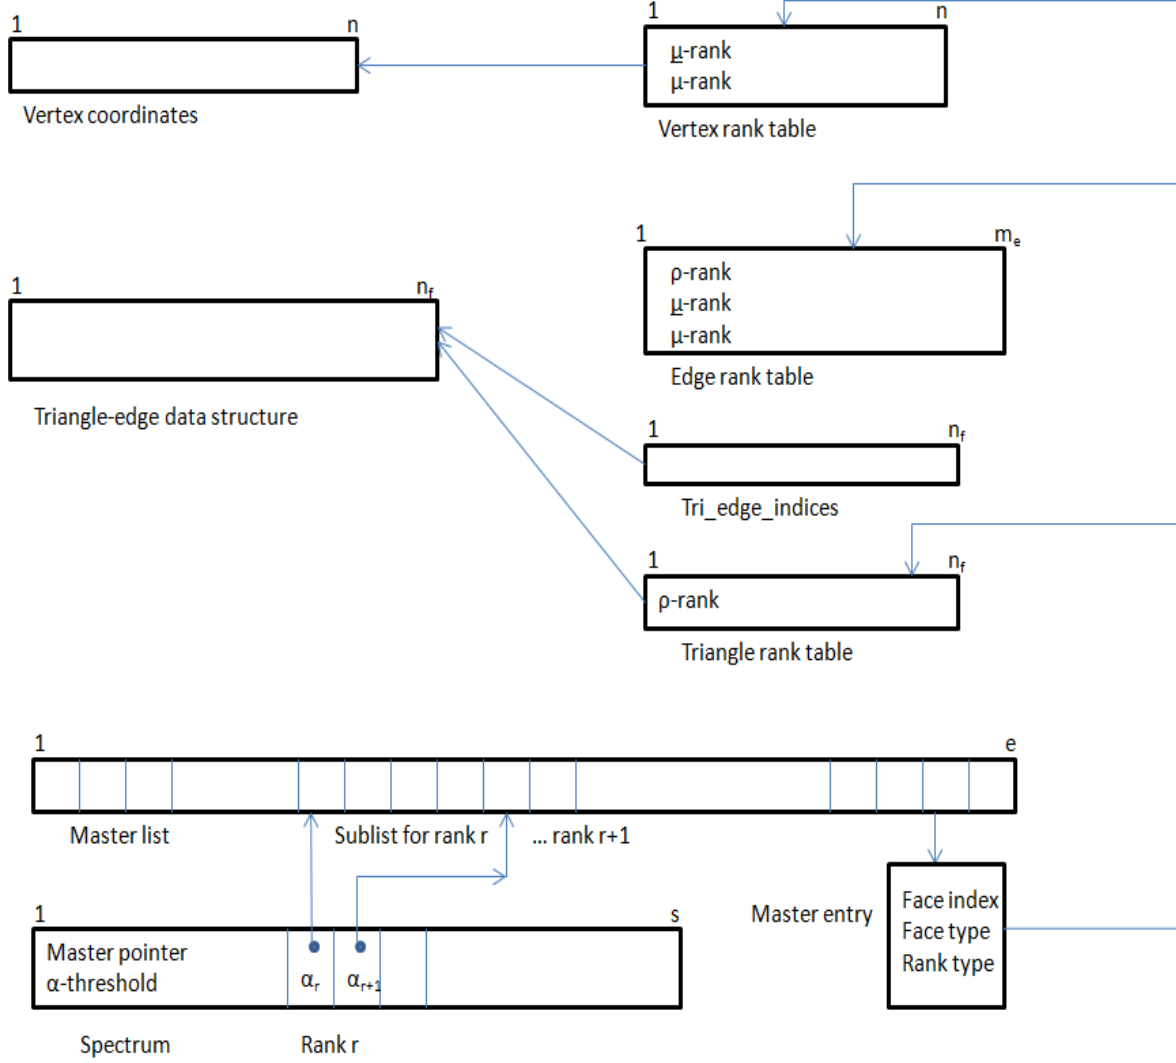 1 n
Vertex coordinates
1 n
µ̲-rank
µ-rank
Vertex rank table
1 mₑ
ρ-rank
µ̲-rank
µ-rank
Edge rank table
1 n_f
Triangle-edge data structure
1 n_f
Tri_edge_indices
1 n_f
ρ-rank
Triangle rank table
1 e
Master list
Sublist for rank r
... rank r+1
Master entry
Face index
Face type
Rank type
1 s
Master pointer
α-threshold
αᵣ
αᵣ₊₁
Spectrum
Rank r